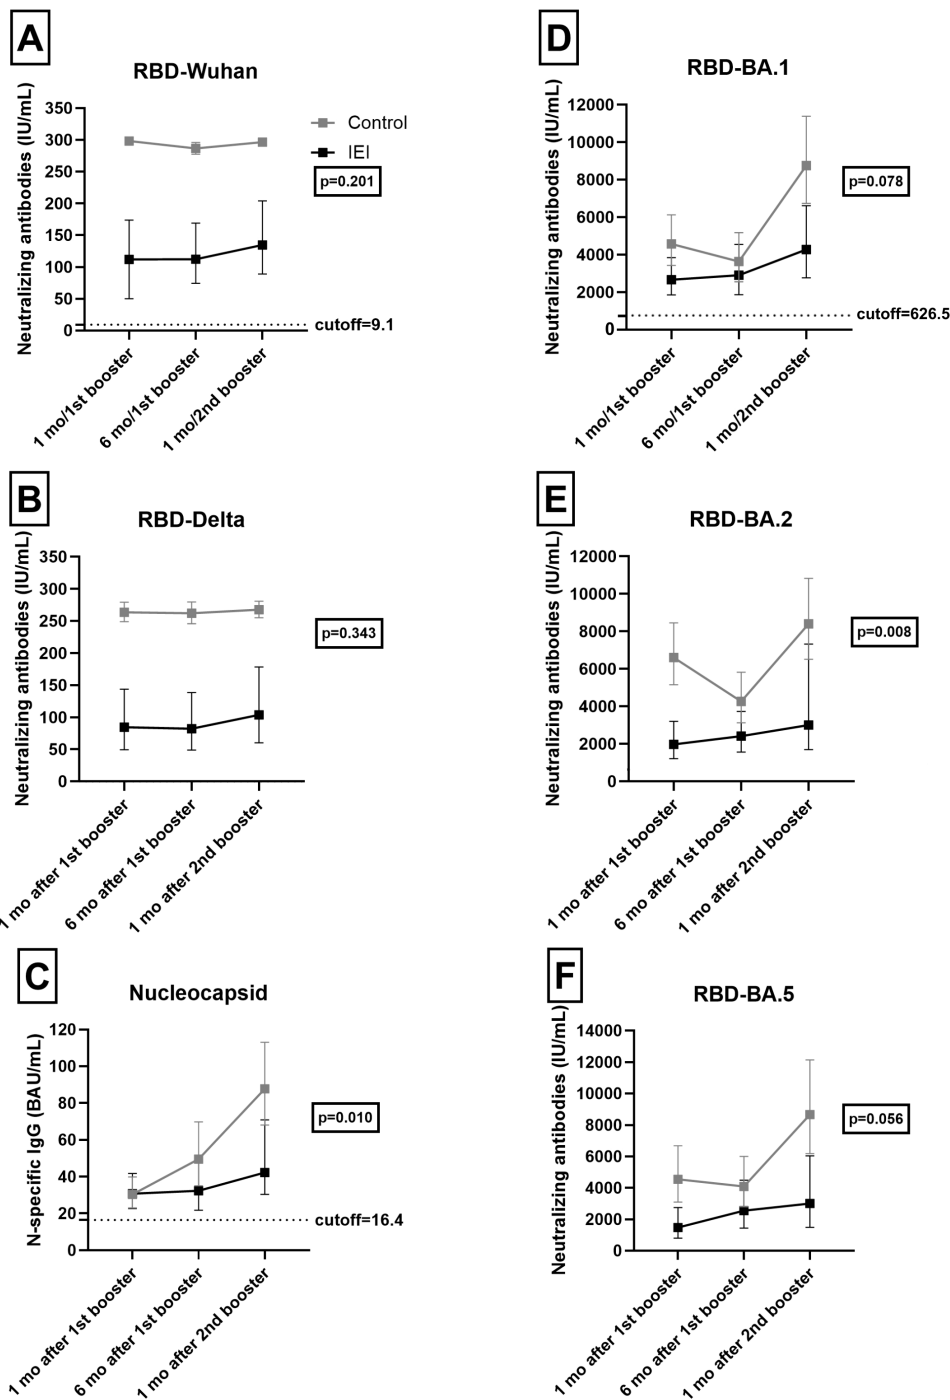 A
RBD-Wuhan
Neutralizing antibodies (IU/mL)
350
300
250
200
150
100
50
0
Control
IEI
p=0.201
cutoff=9.1
1 mo/1st booster
6 mo/1st booster
1 mo/2nd booster
D
RBD-BA.1
Neutralizing antibodies (IU/mL)
12000
10000
8000
6000
4000
2000
0
p=0.078
cutoff=626.5
1 mo/1st booster
6 mo/1st booster
1 mo/2nd booster
B
RBD-Delta
Neutralizing antibodies (IU/mL)
350
300
250
200
150
100
50
0
p=0.343
1 mo after 1st booster
6 mo after 1st booster
1 mo after 2nd booster
E
RBD-BA.2
Neutralizing antibodies (IU/mL)
12000
10000
8000
6000
4000
2000
0
p=0.008
1 mo after 1st booster
6 mo after 1st booster
1 mo after 2nd booster
C
Nucleocapsid
N-specific IgG (BAU/mL)
120
100
80
60
40
20
0
p=0.010
cutoff=16.4
1 mo after 1st booster
6 mo after 1st booster
1 mo after 2nd booster
F
RBD-BA.5
Neutralizing antibodies (IU/mL)
14000
12000
10000
8000
6000
4000
2000
0
p=0.056
1 mo after 1st booster
6 mo after 1st booster
1 mo after 2nd booster